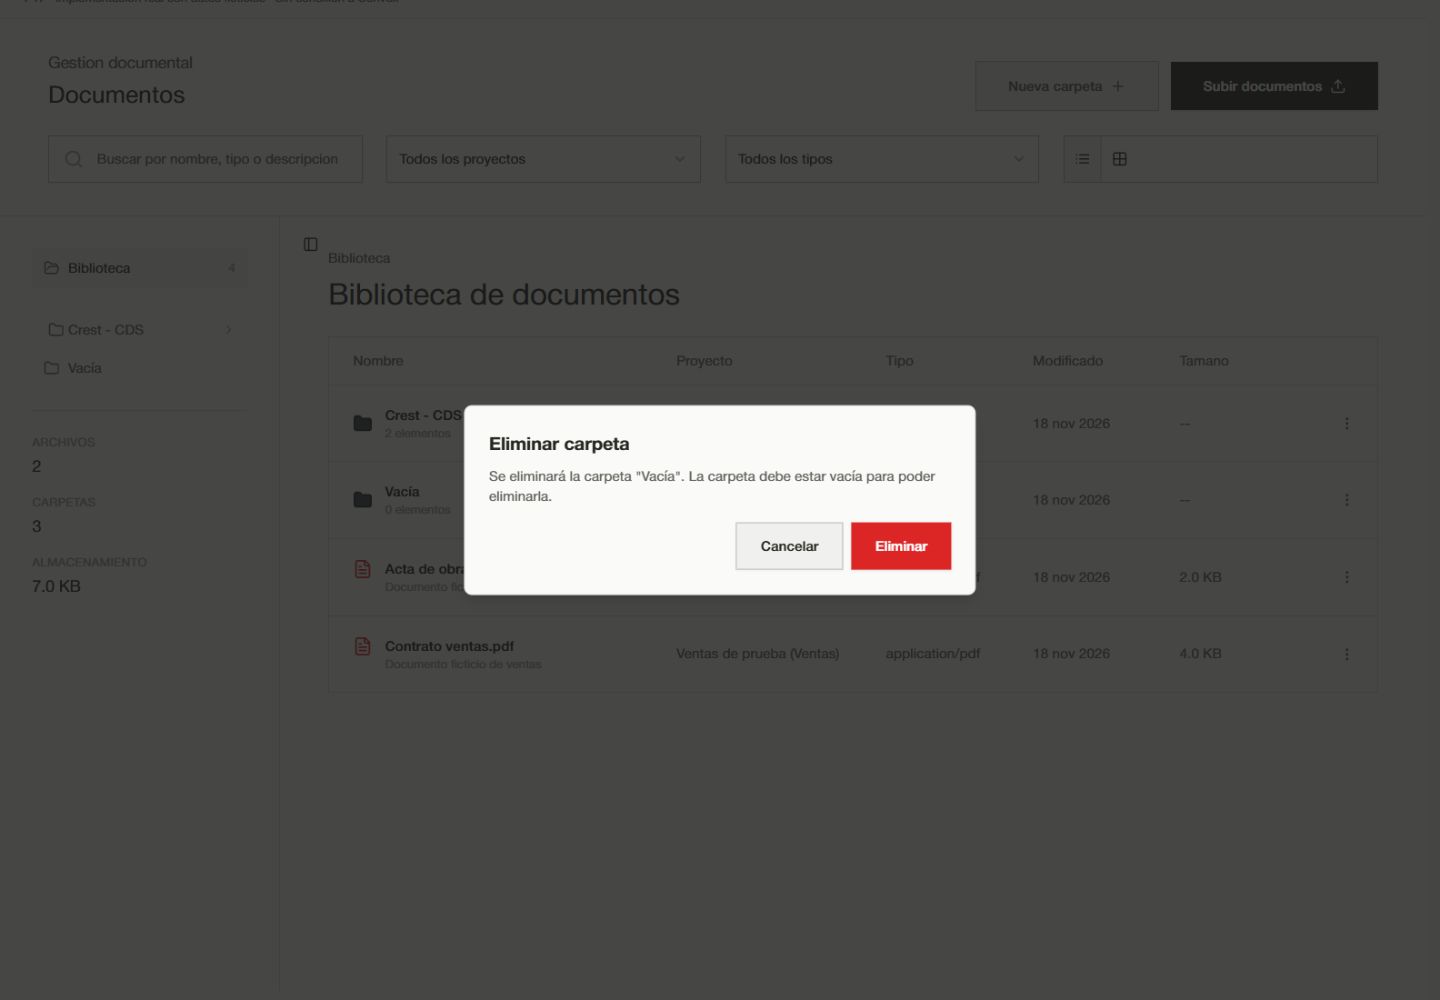 Gestion documental
Documentos
Nueva carpeta
Subir documentos
Buscar por nombre, tipo o descripcion
Todos los proyectos
Todos los tipos
Biblioteca 4
Crest - CDS
Vacía
ARCHIVOS
2
CARPETAS
3
ALMACENAMIENTO
7.0 KB
Biblioteca
Biblioteca de documentos
Nombre Proyecto Tipo Modificado Tamano
Crest - CDS
2 elementos
18 nov 2026 --
Vacía
0 elementos
18 nov 2026 --
Acta de obra
Documento fic
18 nov 2026 2.0 KB
Contrato ventas.pdf
Documento ficticio de ventas
Ventas de prueba (Ventas) application/pdf 18 nov 2026 4.0 KB
Eliminar carpeta
Se eliminará la carpeta "Vacía". La carpeta debe estar vacía para poder
eliminarla.
Cancelar
Eliminar